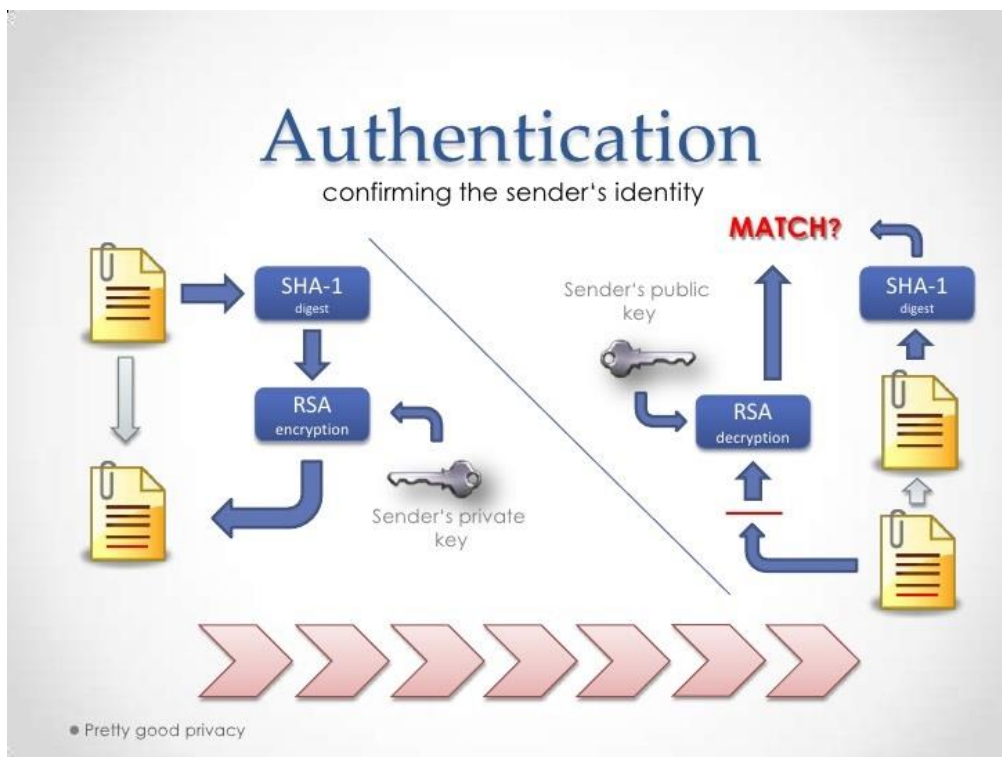 Authentication
confirming the sender's identity
SHA-1
digest
RSA
encryption
Sender's private
key
MATCH?
Sender's public
key
RSA
decryption
SHA-1
digest
Pretty good privacy